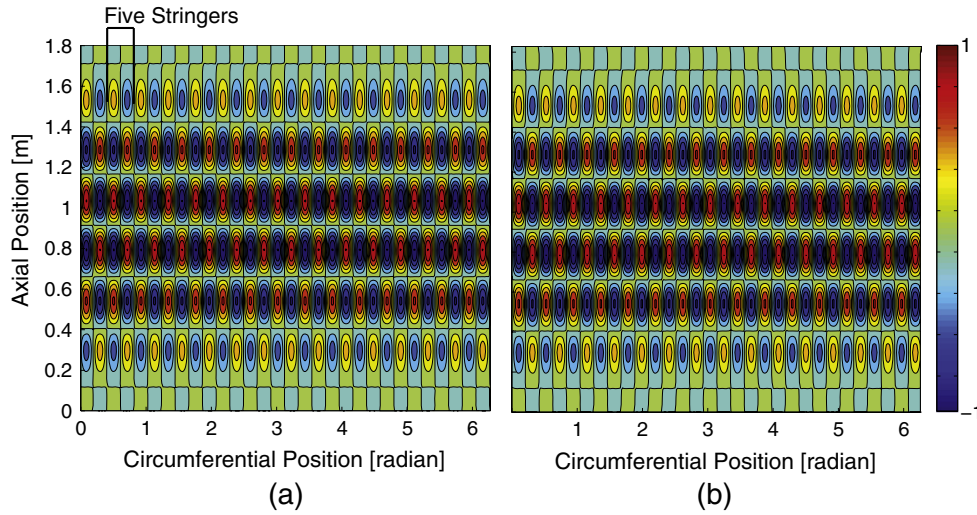 Five Stringers
1.8
1.6
1.4
1.2
1
0.8
0.6
0.4
0.2
0
Axial Position [m]
0 1 2 3 4 5 6
Circumferential Position [radian]
(a)
1 2 3 4 5 6
Circumferential Position [radian]
(b)
1
−1